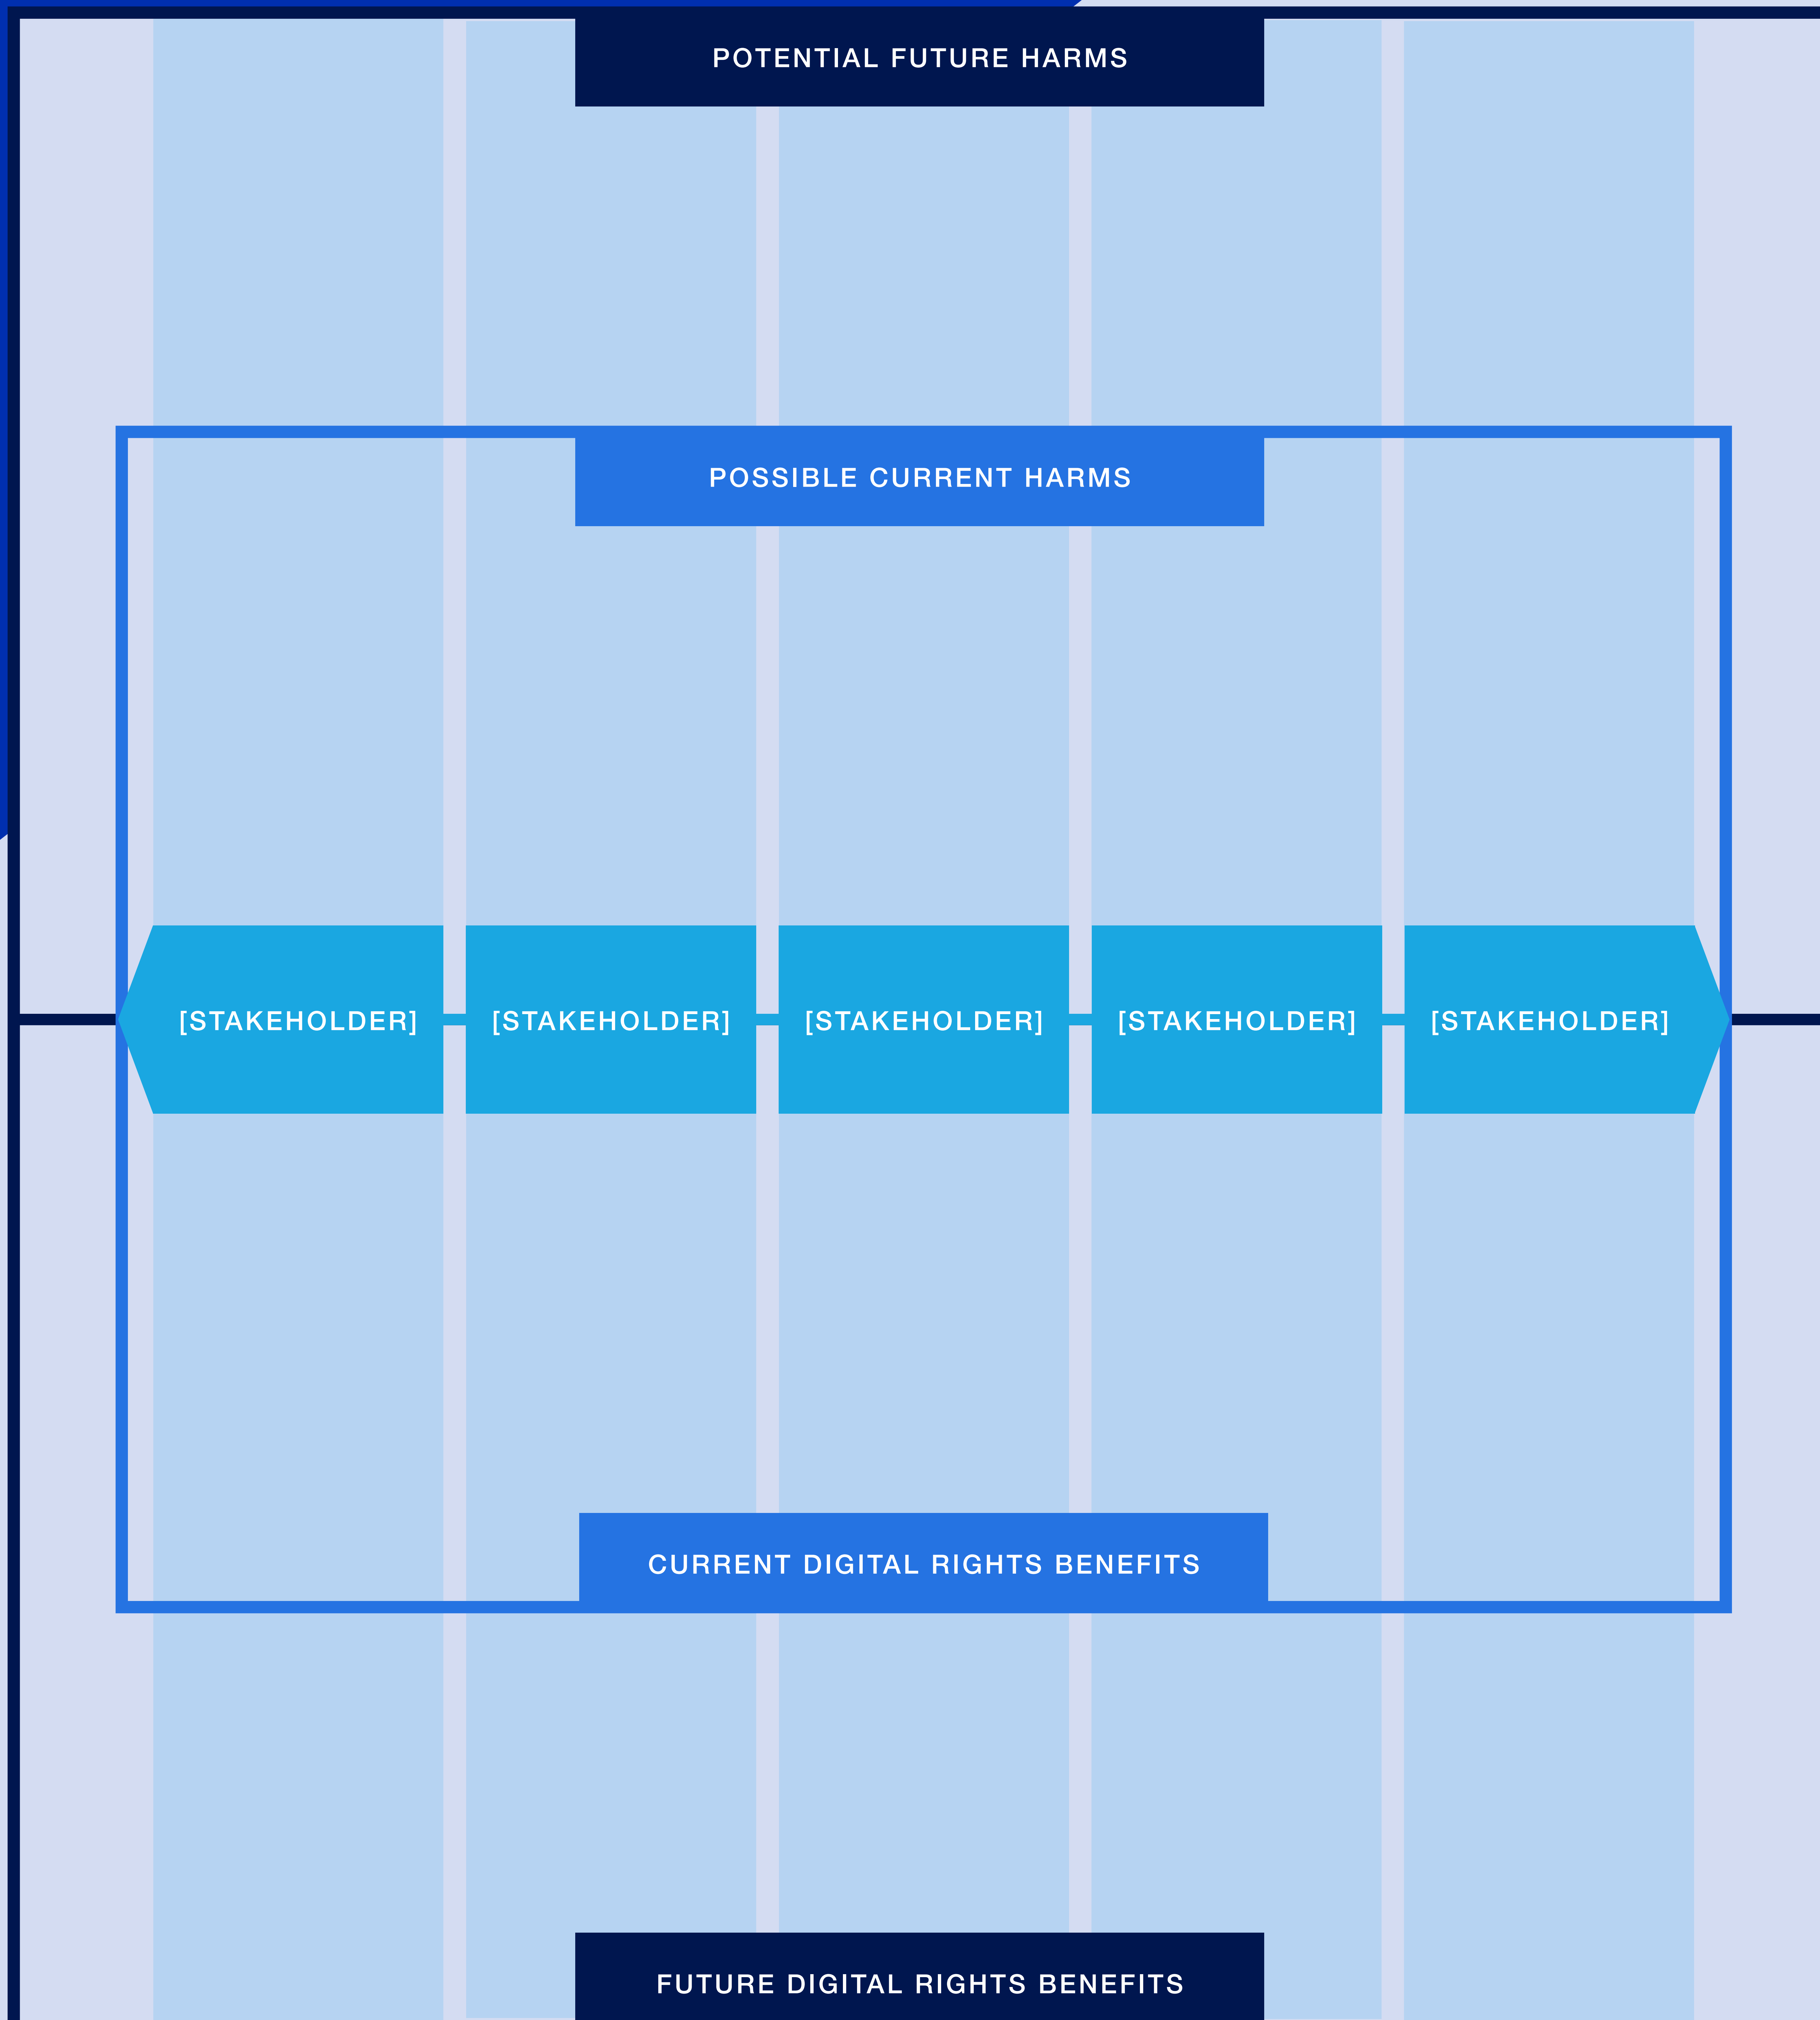 POTENTIAL FUTURE HARMS
POSSIBLE CURRENT HARMS
[STAKEHOLDER] [STAKEHOLDER] [STAKEHOLDER] [STAKEHOLDER] [STAKEHOLDER]
CURRENT DIGITAL RIGHTS BENEFITS
FUTURE DIGITAL RIGHTS BENEFITS